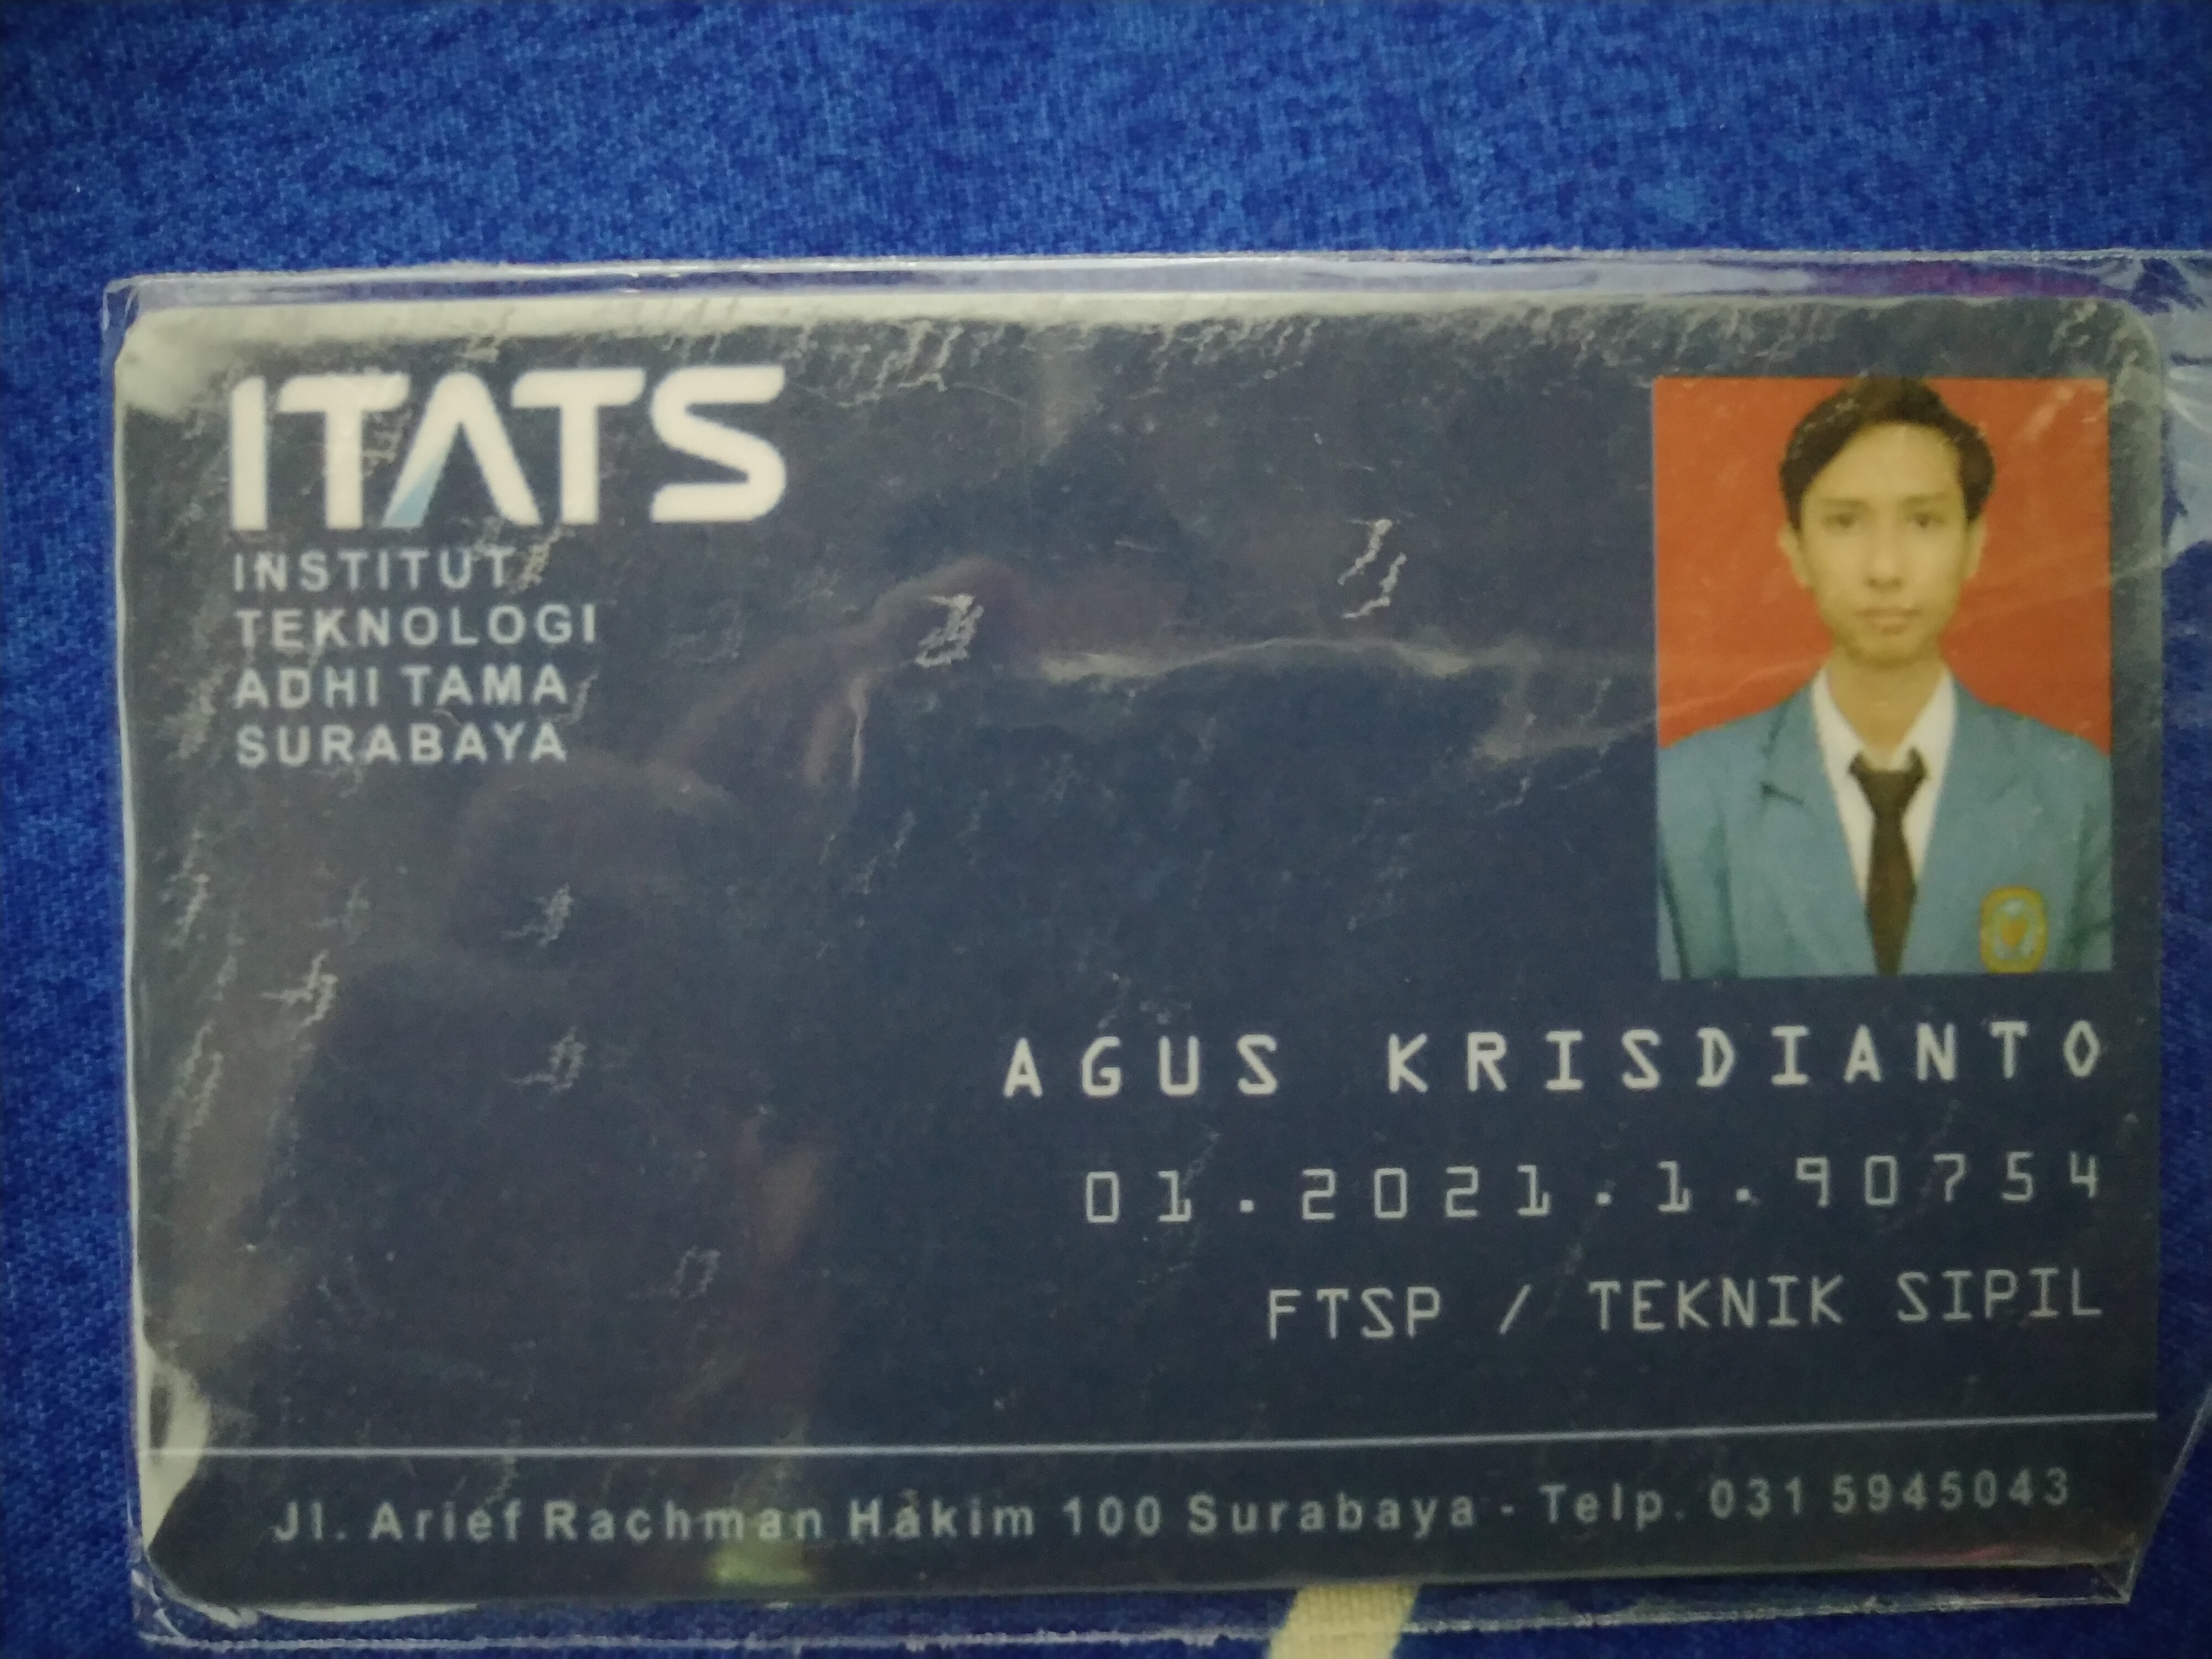 ITATS
INSTITUT
TEKNOLOGI
ADHI TAMA
SURABAYA
AGUS KRISDIANTO
01.2021.1.90754
FTSP / TEKNIK SIPIL
Jl. Arief Rachman Hakim 100 Surabaya - Telp. 031 5945043